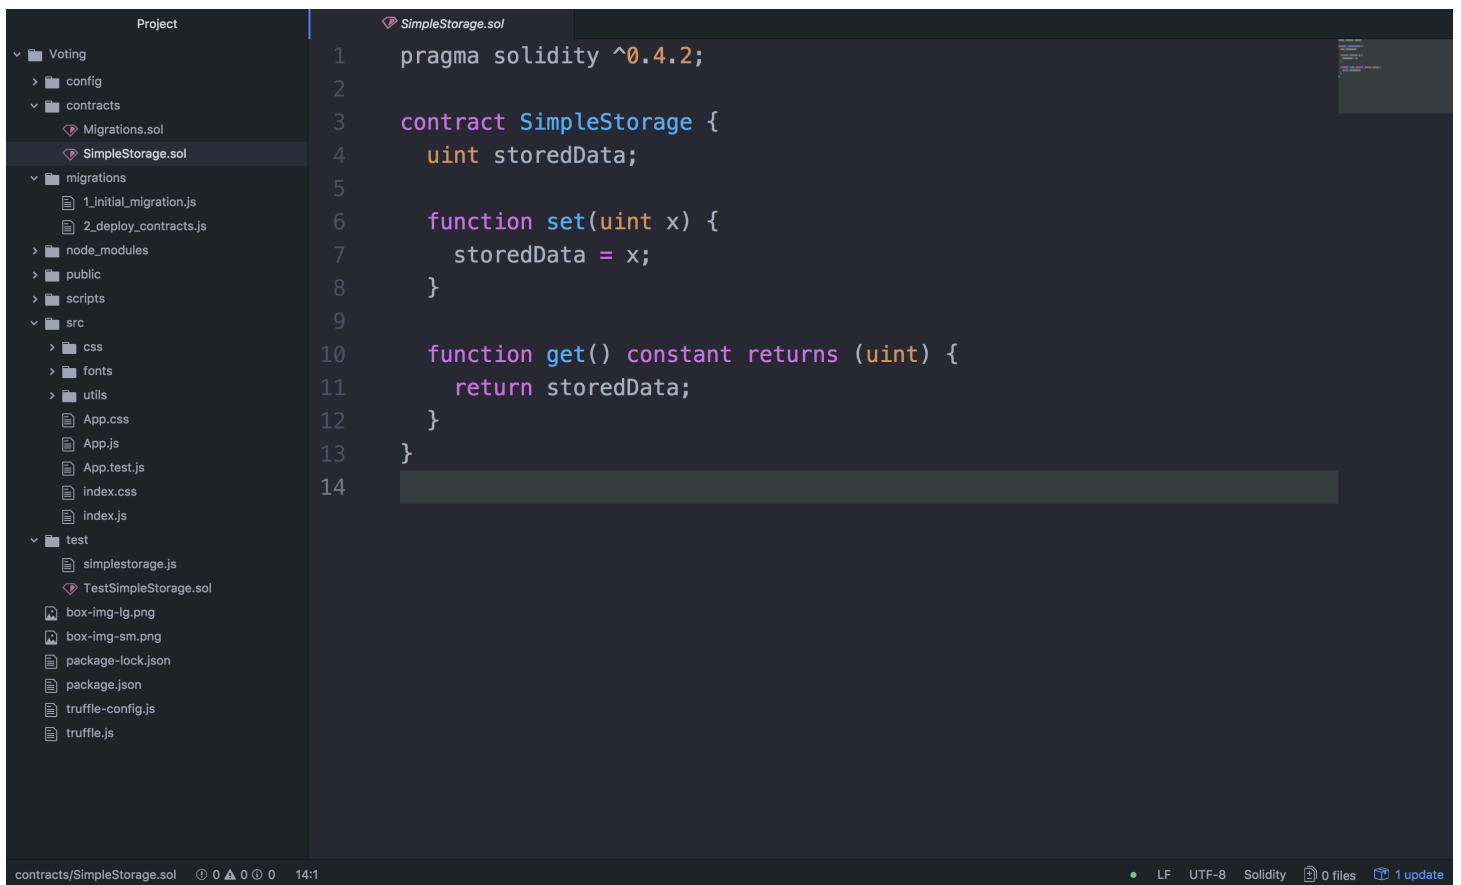 Project
Voting
config
contracts
Migrations.sol
SimpleStorage.sol
migrations
1_initial_migration.js
2_deploy_contracts.js
node_modules
public
scripts
src
css
fonts
utils
App.css
App.js
App.test.js
index.css
index.js
test
simplestorage.js
TestSimpleStorage.sol
box-img-lg.png
box-img-sm.png
package-lock.json
package.json
truffle-config.js
truffle.js
SimpleStorage.sol
1 pragma solidity ^0.4.2;
2
3 contract SimpleStorage {
4   uint storedData;
5
6   function set(uint x) {
7     storedData = x;
8   }
9
10   function get() constant returns (uint) {
11     return storedData;
12   }
13 }
14
contracts/SimpleStorage.sol 0 0 0 14:1 LF UTF-8 Solidity 0 files 1 update